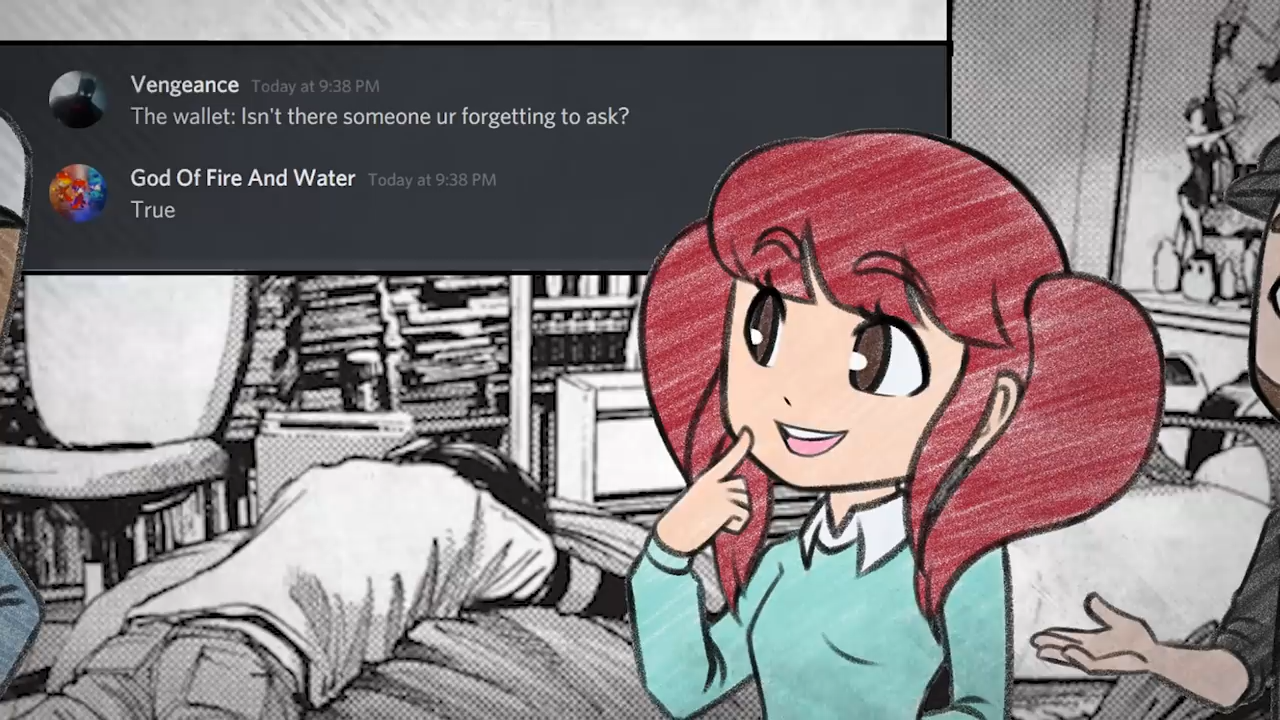 Vengeance Today at 9:38 PM
The wallet: Isn't there someone ur forgetting to ask?
God Of Fire And Water Today at 9:38 PM
True